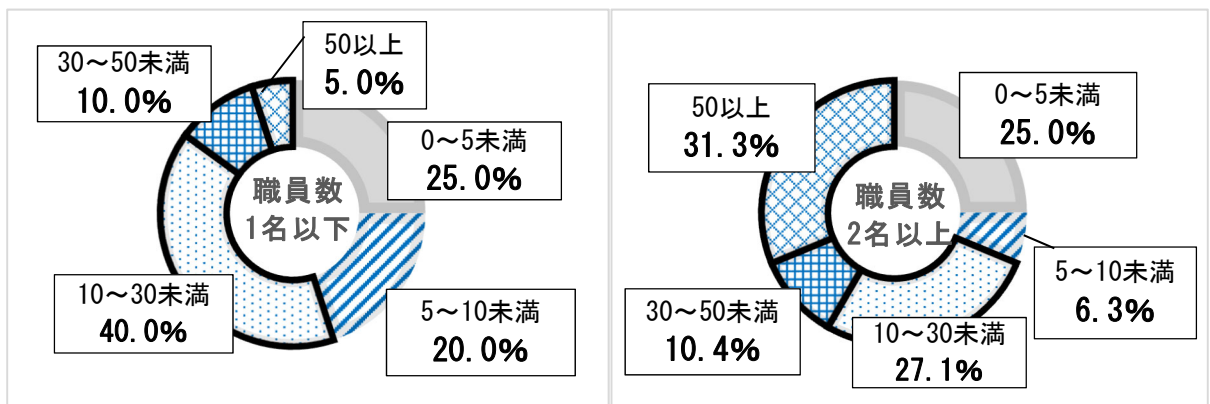 50以上
5.0%
30～50未満
10.0%
0～5未満
25.0%
職員数
1名以下
10～30未満
40.0%
5～10未満
20.0%
0～5未満
25.0%
50以上
31.3%
職員数
2名以上
5～10未満
6.3%
30～50未満
10.4%
10～30未満
27.1%